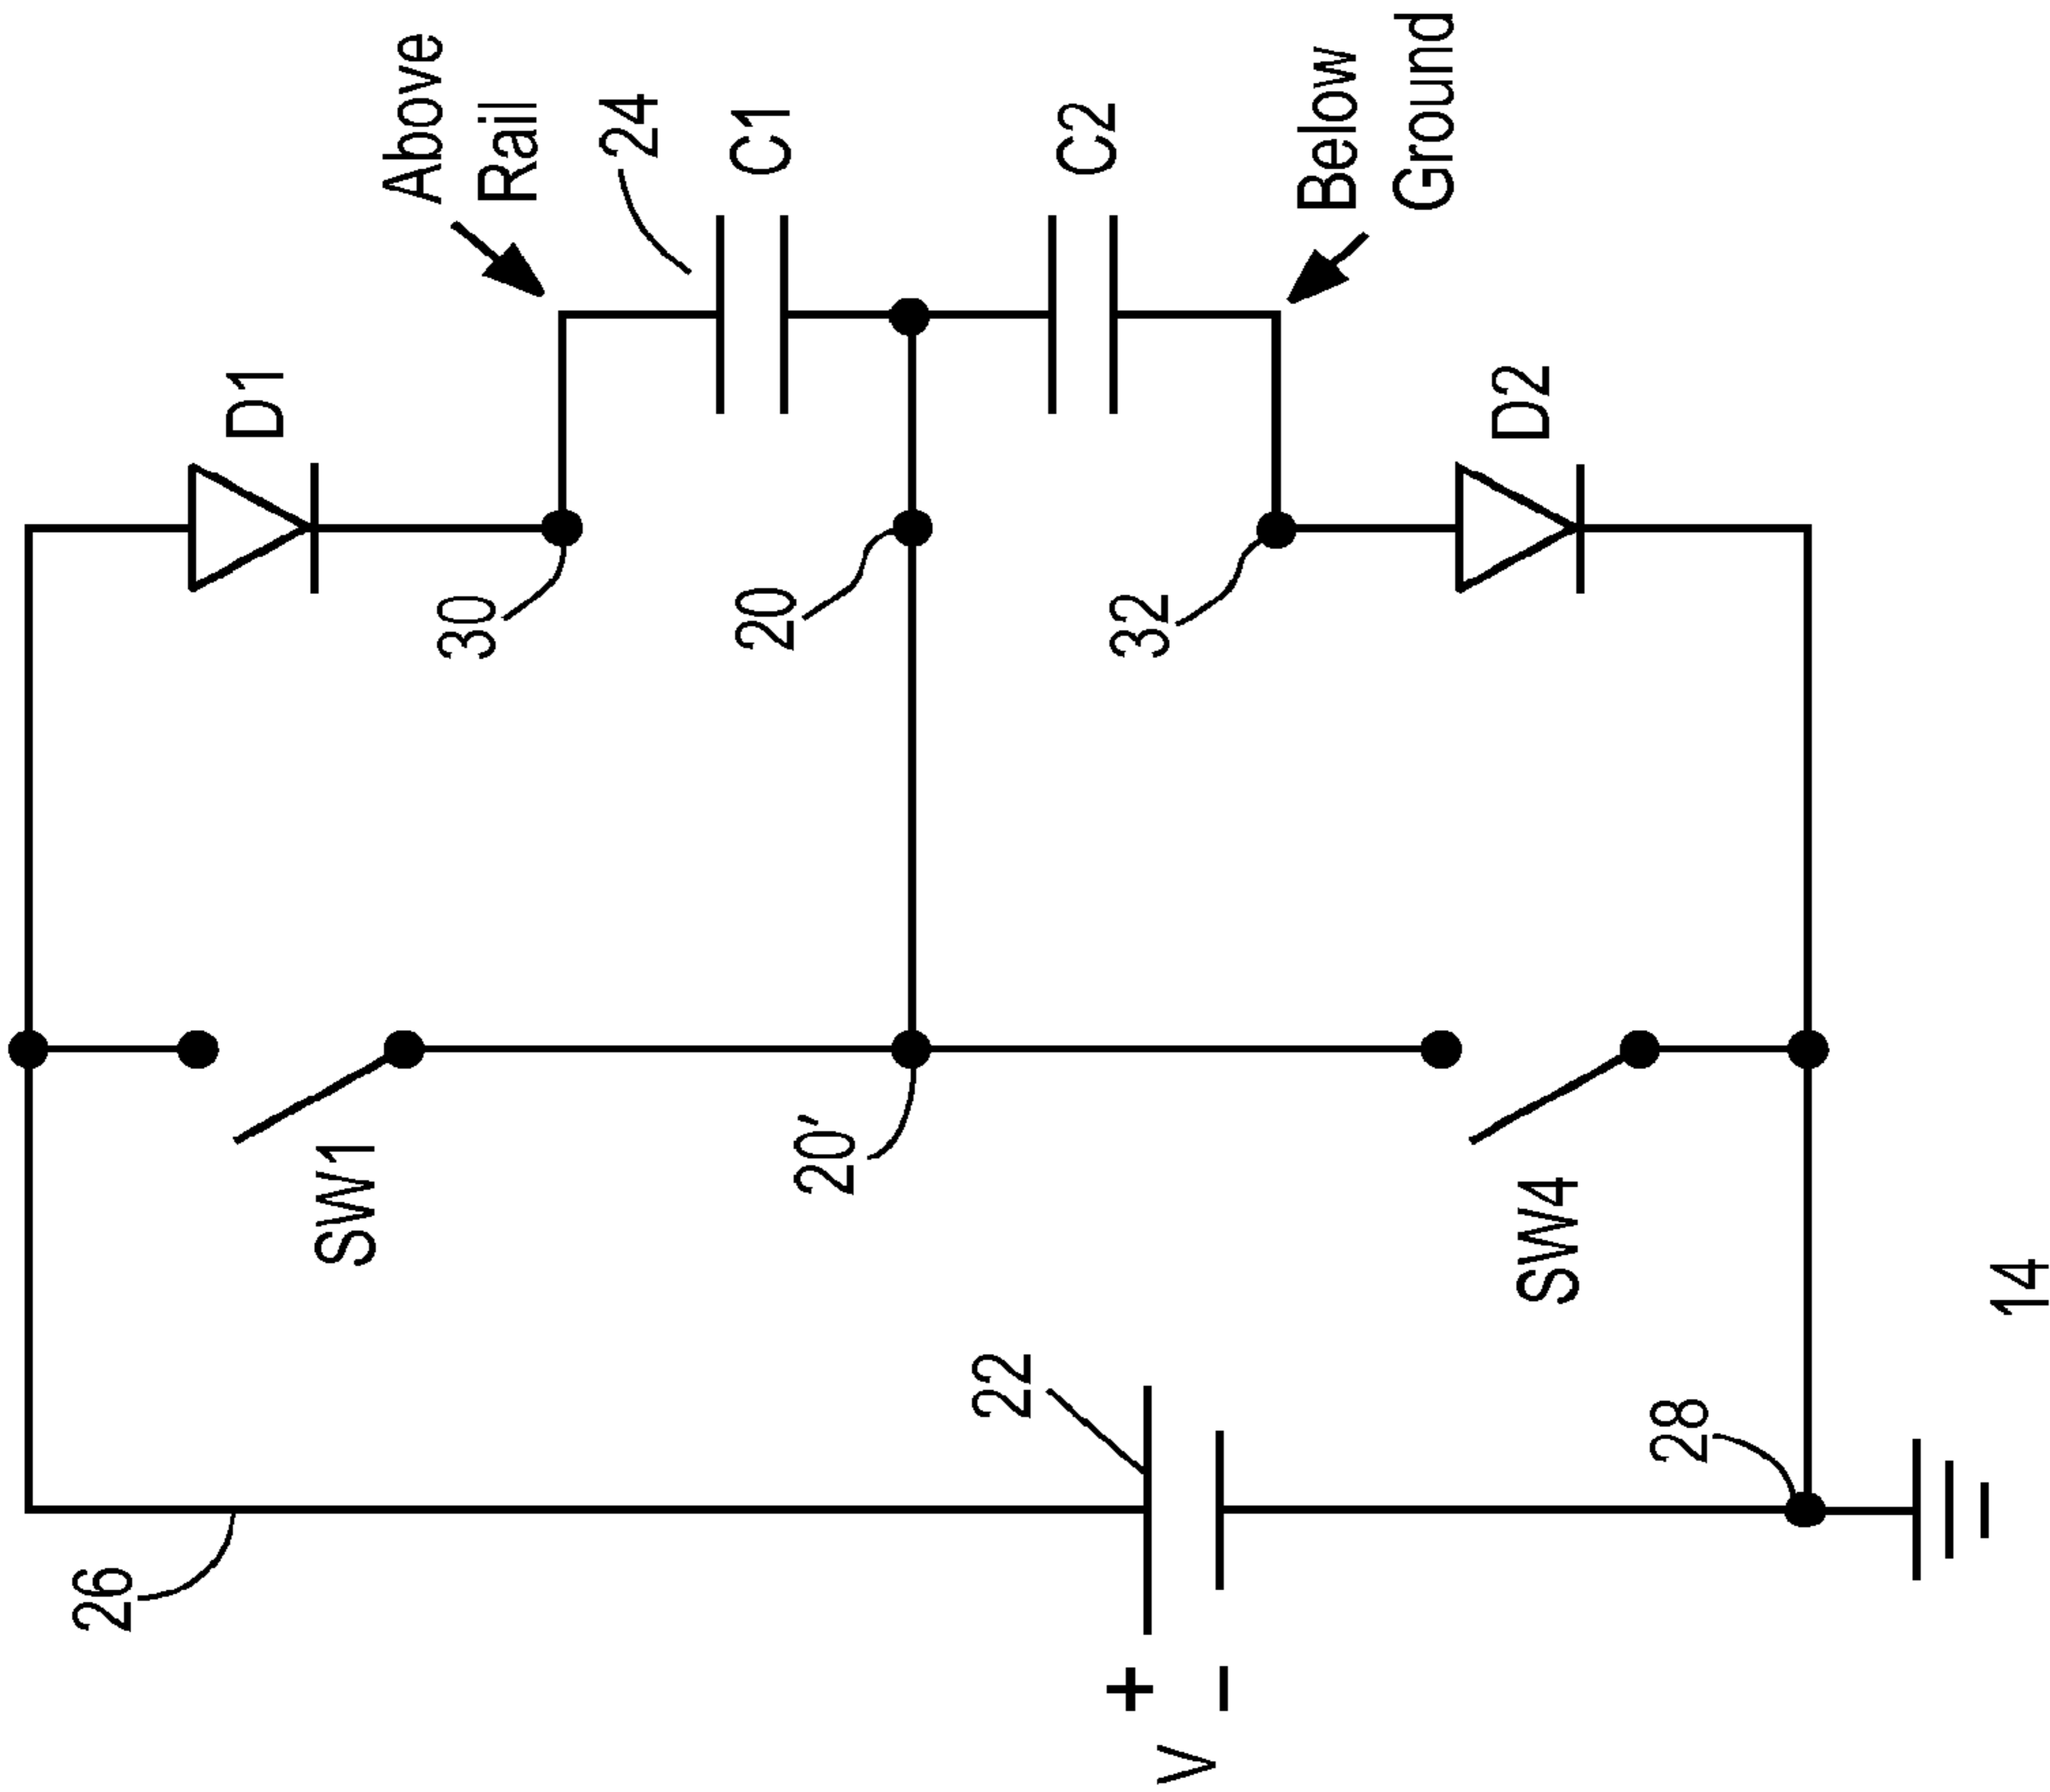 Above
Rail
24
C1
C2
Below
Ground
D1
D2
30
20
32
SW1
20'
SW4
14
22
28
26
+
V
−